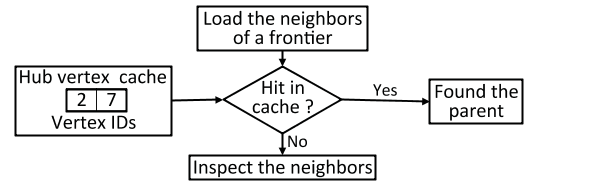 Load the neighbors
of a frontier
Hub vertex cache
2 7
Vertex IDs
Hit in
cache ?
Yes
Found the
parent
No
Inspect the neighbors